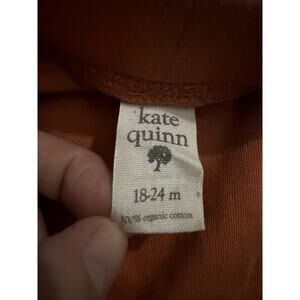 kate
quinn
18-24 m
100% organic cotton